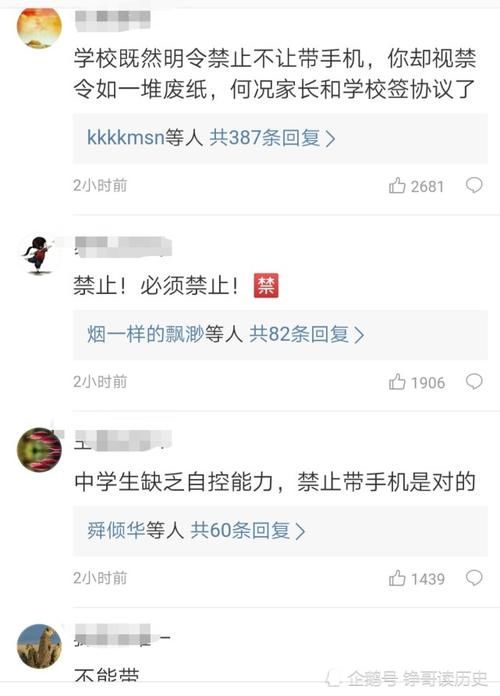 学校既然明令禁止不让带手机，你却视禁
令如一堆废纸，何况家长和学校签协议了
kkkkmsn等人 共387条回复
2小时前
2681
禁止！必须禁止！禁
烟一样的飘渺等人 共82条回复
2小时前
1906
中学生缺乏自控能力，禁止带手机是对的
舜倾华等人 共60条回复
2小时前
1439
不能带
企鹅号 铮哥读历史